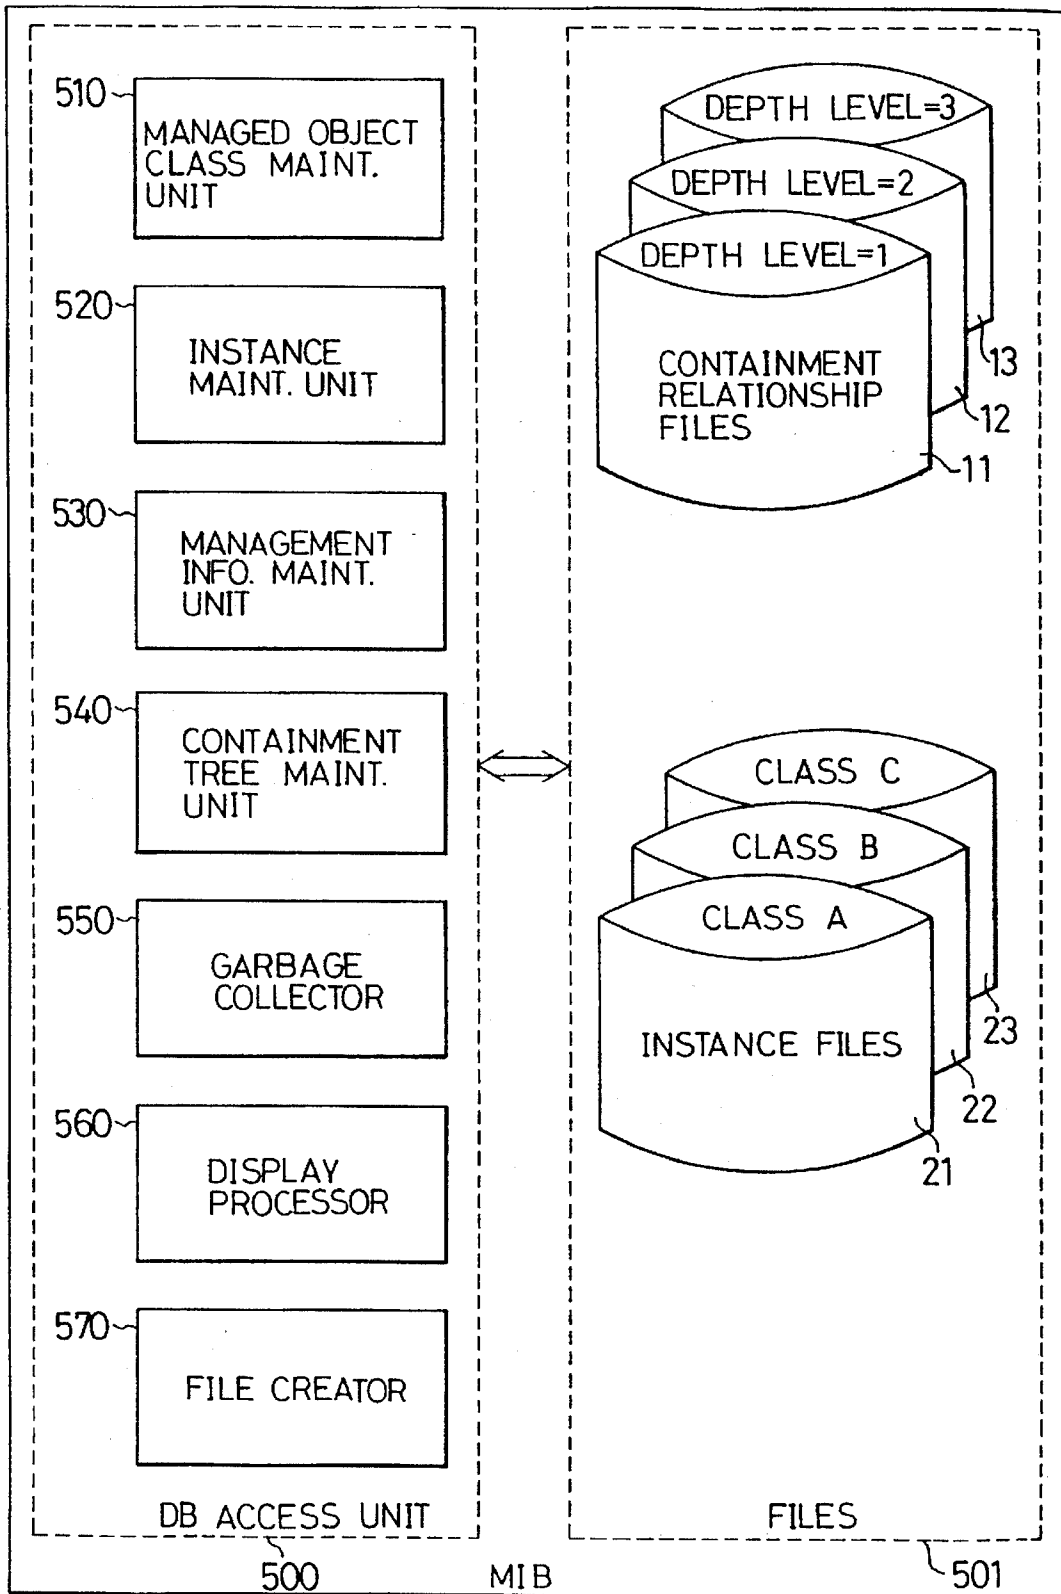 510
MANAGED OBJECT
CLASS MAINT.
UNIT
520
INSTANCE
MAINT. UNIT
530
MANAGEMENT
INFO. MAINT.
UNIT
540
CONTAINMENT
TREE MAINT.
UNIT
550
GARBAGE
COLLECTOR
560
DISPLAY
PROCESSOR
570
FILE CREATOR
DB ACCESS UNIT
500
DEPTH LEVEL=3
DEPTH LEVEL=2
DEPTH LEVEL=1
CONTAINMENT
RELATIONSHIP
FILES
13
12
11
CLASS C
CLASS B
CLASS A
INSTANCE FILES
23
22
21
FILES
501
MIB